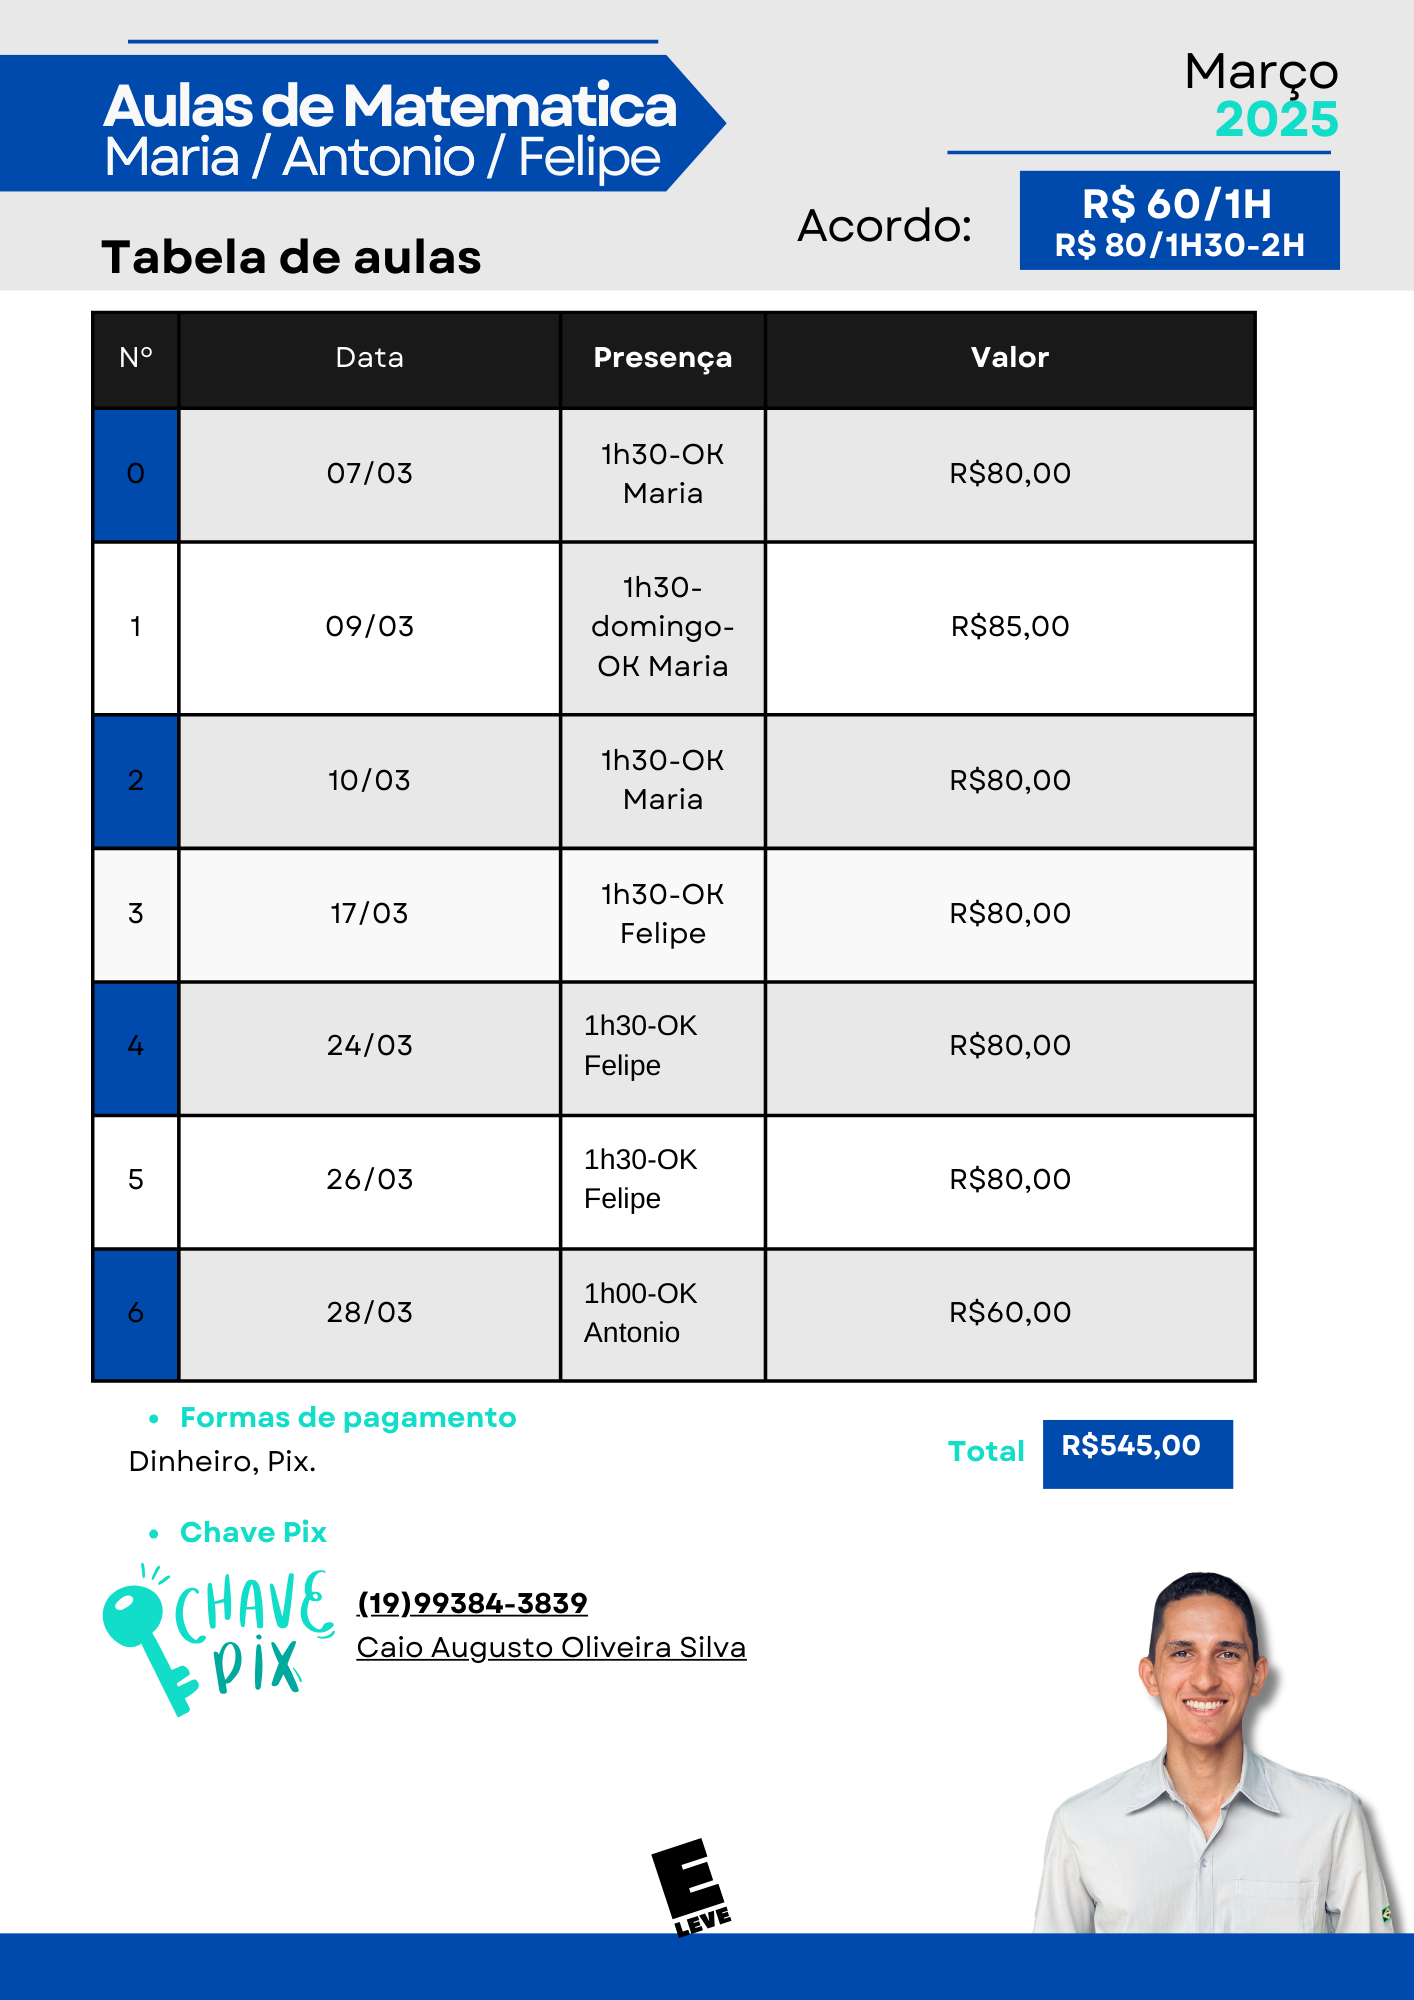 Aulas de Matematica
Maria / Antonio / Felipe
Março
2025
Acordo:
R$ 60/1H
R$ 80/1H30-2H
Tabela de aulas
Nº Data Presença Valor
0 07/03 1h30-OK Maria R$80,00
1 09/03 1h30-domingo-OK Maria R$85,00
2 10/03 1h30-OK Maria R$80,00
3 17/03 1h30-OK Felipe R$80,00
4 24/03 1h30-OK Felipe R$80,00
5 26/03 1h30-OK Felipe R$80,00
6 28/03 1h00-OK Antonio R$60,00
• Formas de pagamento
Dinheiro, Pix.
Total R$545,00
• Chave Pix
CHAVE
PIX
(19)99384-3839
Caio Augusto Oliveira Silva
E
LEVE